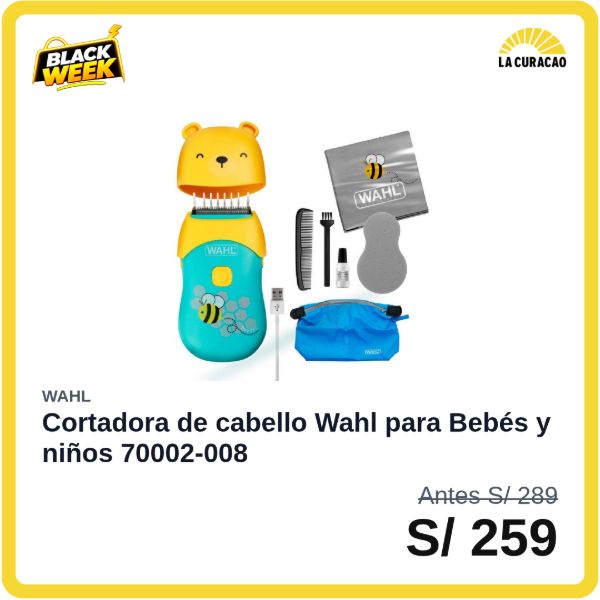 BLACK
WEEK
LA CURACAO
WAHL
WAHL
WAHL
Cortadora de cabello Wahl para Bebés y
niños 70002-008
Antes S/ 289
S/ 259